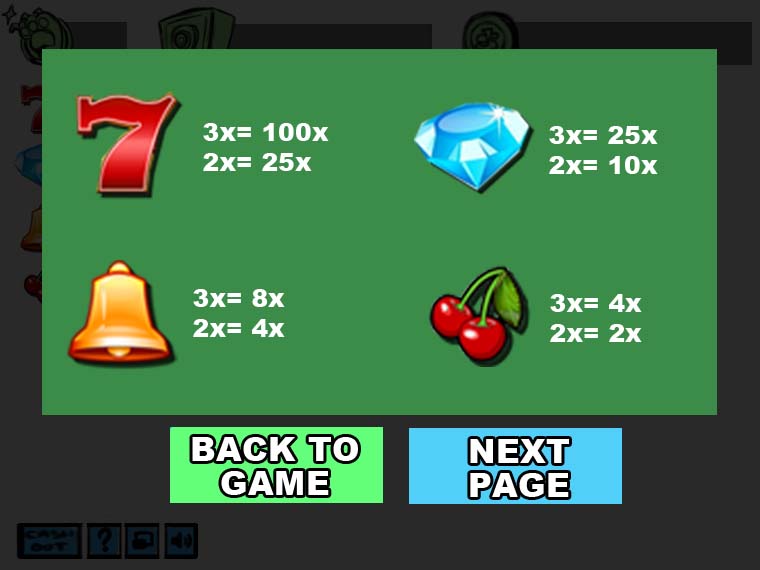 3x= 100x
2x= 25x
3x= 25x
2x= 10x
3x= 8x
2x= 4x
3x= 4x
2x= 2x
BACK TO
GAME
NEXT
PAGE
CASH
OUT
?